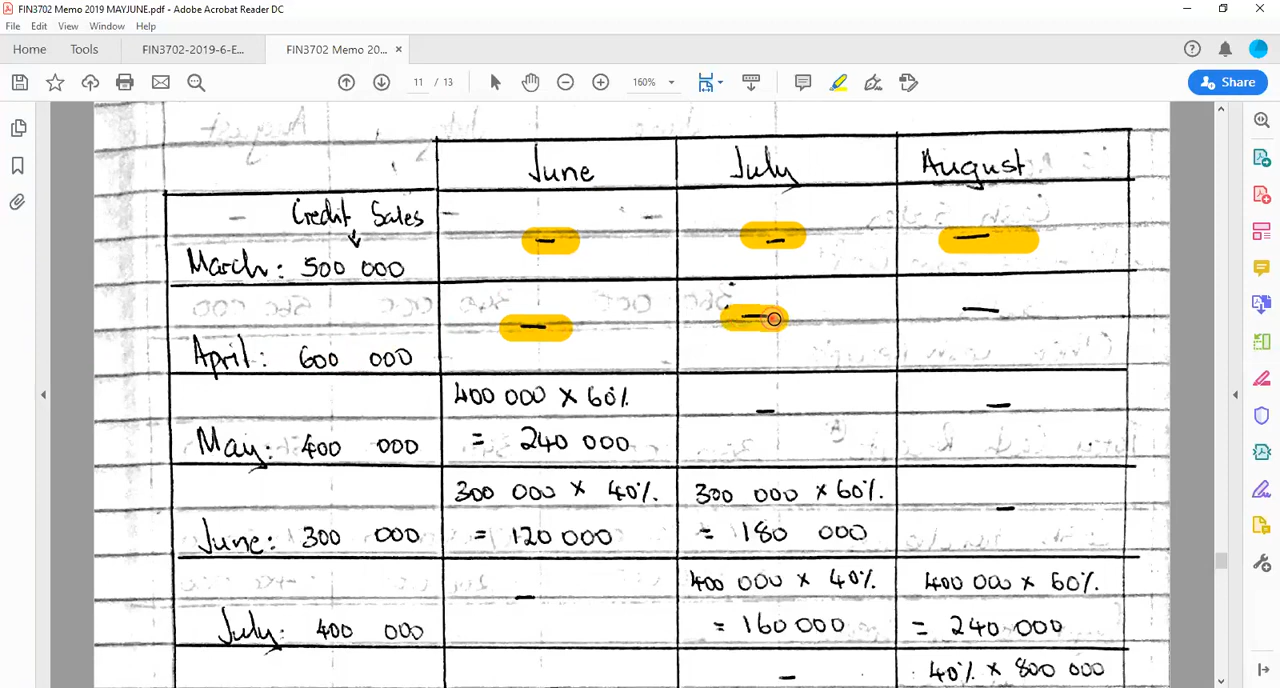 FIN3702 Memo 2019 MAYJUNE.pdf - Adobe Acrobat Reader DC
File Edit View Window Help
Home Tools FIN3702-2019-6-E... FIN3702 Memo 20... ×
11 / 13 160% Share
June July August
- Credit Sales - -
↓ — — —
March: 500 000
— — —
April: 600 000
400 000 × 60%
— —
May: 400 000 = 240 000
300 000 × 40%. 300 000 × 60%.
—
June: 300 000 = 120 000 = 180 000
400 000 × 40%. 400 000 × 60%.
—
July: 400 000 = 160 000 = 240 000
— 40% × 800 000